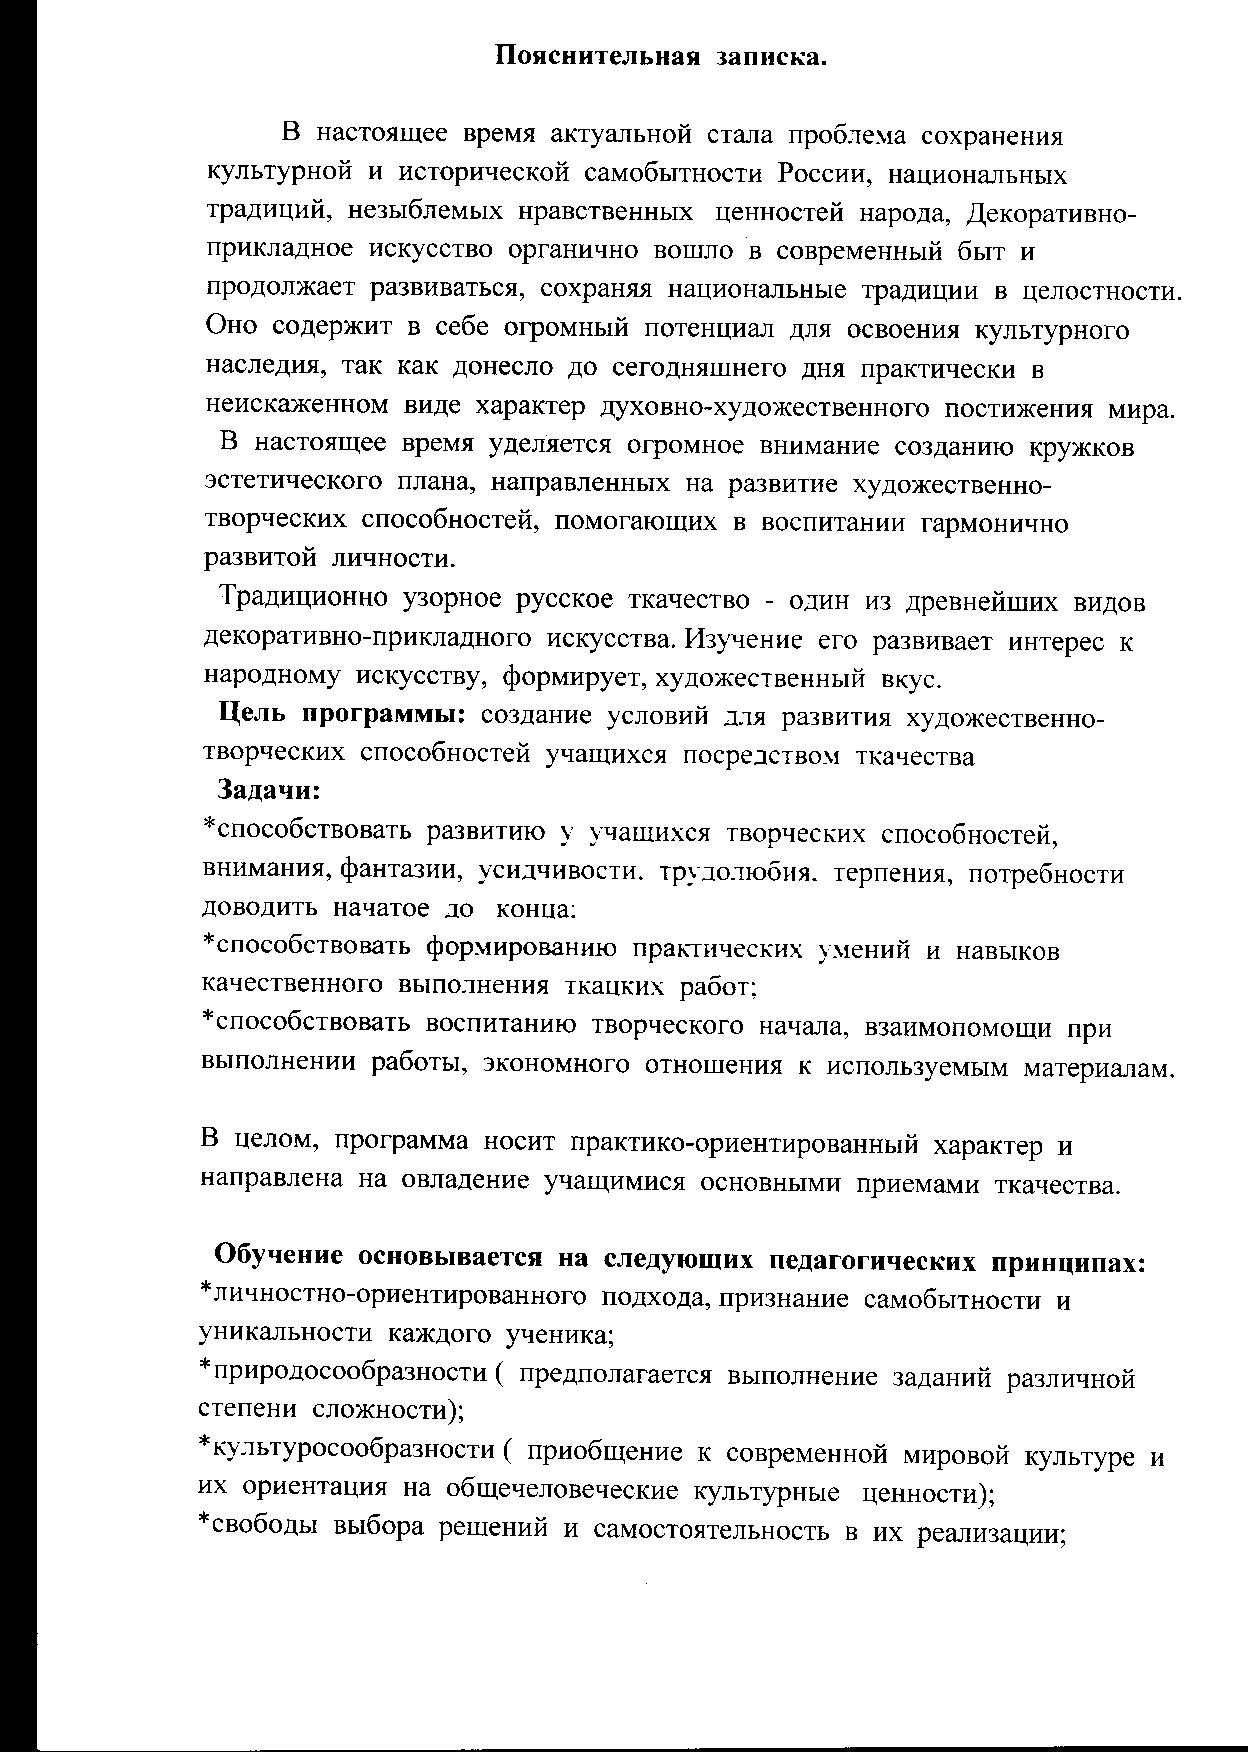 Пояснительная записка.
В настоящее время актуальной стала проблема сохранения
культурной и исторической самобытности России, национальных
традиций, незыблемых нравственных ценностей народа, Декоративно-
прикладное искусство органично вошло в современный быт и
продолжает развиваться, сохраняя национальные традиции в целостности.
Оно содержит в себе огромный потенциал для освоения культурного
наследия, так как донесло до сегодняшнего дня практически в
неискаженном виде характер духовно-художественного постижения мира.
В настоящее время уделяется огромное внимание созданию кружков
эстетического плана, направленных на развитие художественно-
творческих способностей, помогающих в воспитании гармонично
развитой личности.
Традиционно узорное русское ткачество - один из древнейших видов
декоративно-прикладного искусства. Изучение его развивает интерес к
народному искусству, формирует, художественный вкус.
Цель программы: создание условий для развития художественно-
творческих способностей учащихся посредством ткачества
Задачи:
*способствовать развитию у учащихся творческих способностей,
внимания, фантазии, усидчивости. трудолюбия. терпения, потребности
доводить начатое до конца;
*способствовать формированию практических умений и навыков
качественного выполнения ткацких работ;
*способствовать воспитанию творческого начала, взаимопомощи при
выполнении работы, экономного отношения к используемым материалам.
В целом, программа носит практико-ориентированный характер и
направлена на овладение учащимися основными приемами ткачества.
Обучение основывается на следующих педагогических принципах:
*личностно-ориентированного подхода, признание самобытности и
уникальности каждого ученика;
*природосообразности ( предполагается выполнение заданий различной
степени сложности);
*культуросообразности ( приобщение к современной мировой культуре и
их ориентация на общечеловеческие культурные ценности);
*свободы выбора решений и самостоятельность в их реализации;